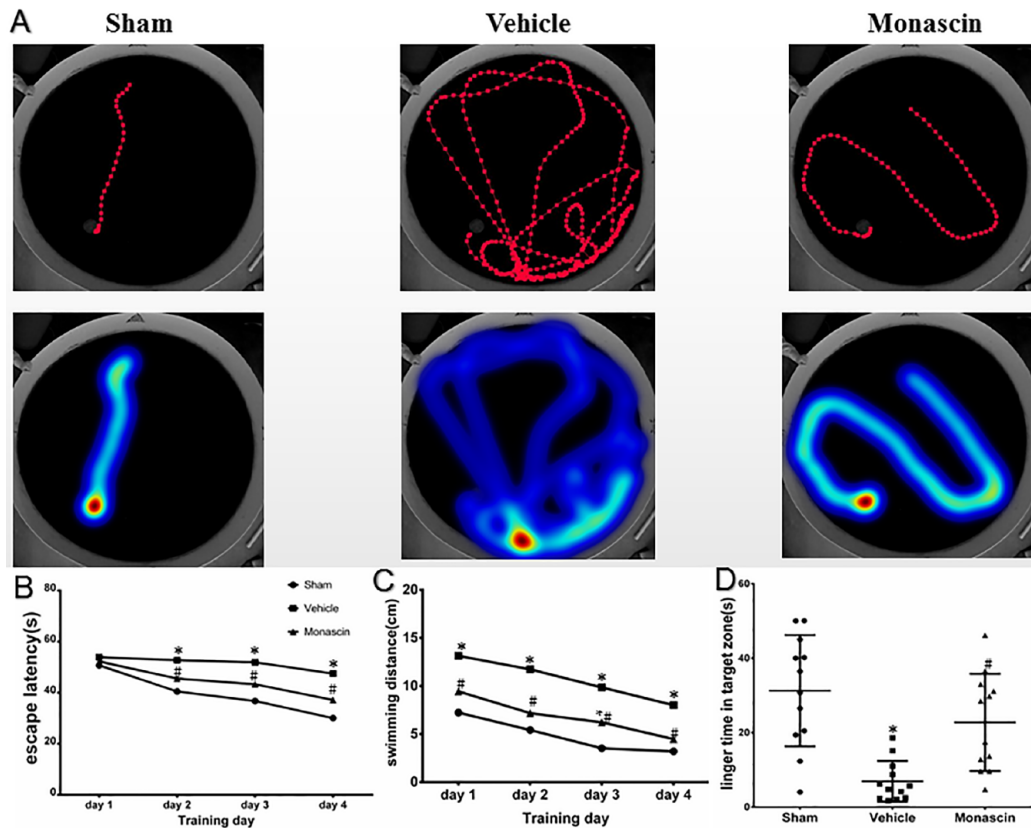 A
Sham
Vehicle
Monascin
B
escape latency(s)
80
60
40
20
0
Sham
Vehicle
Monascin
*
*
*
#
#
#
day 1
day 2
day 3
day 4
Training day
C
swimming distance(cm)
20
15
10
5
0
*
*
*
*
#
#
*#
#
day 1
day 2
day 3
day 4
Training day
D
linger time in target zone(s)
60
40
20
0
*
#
Sham
Vehicle
Monascin